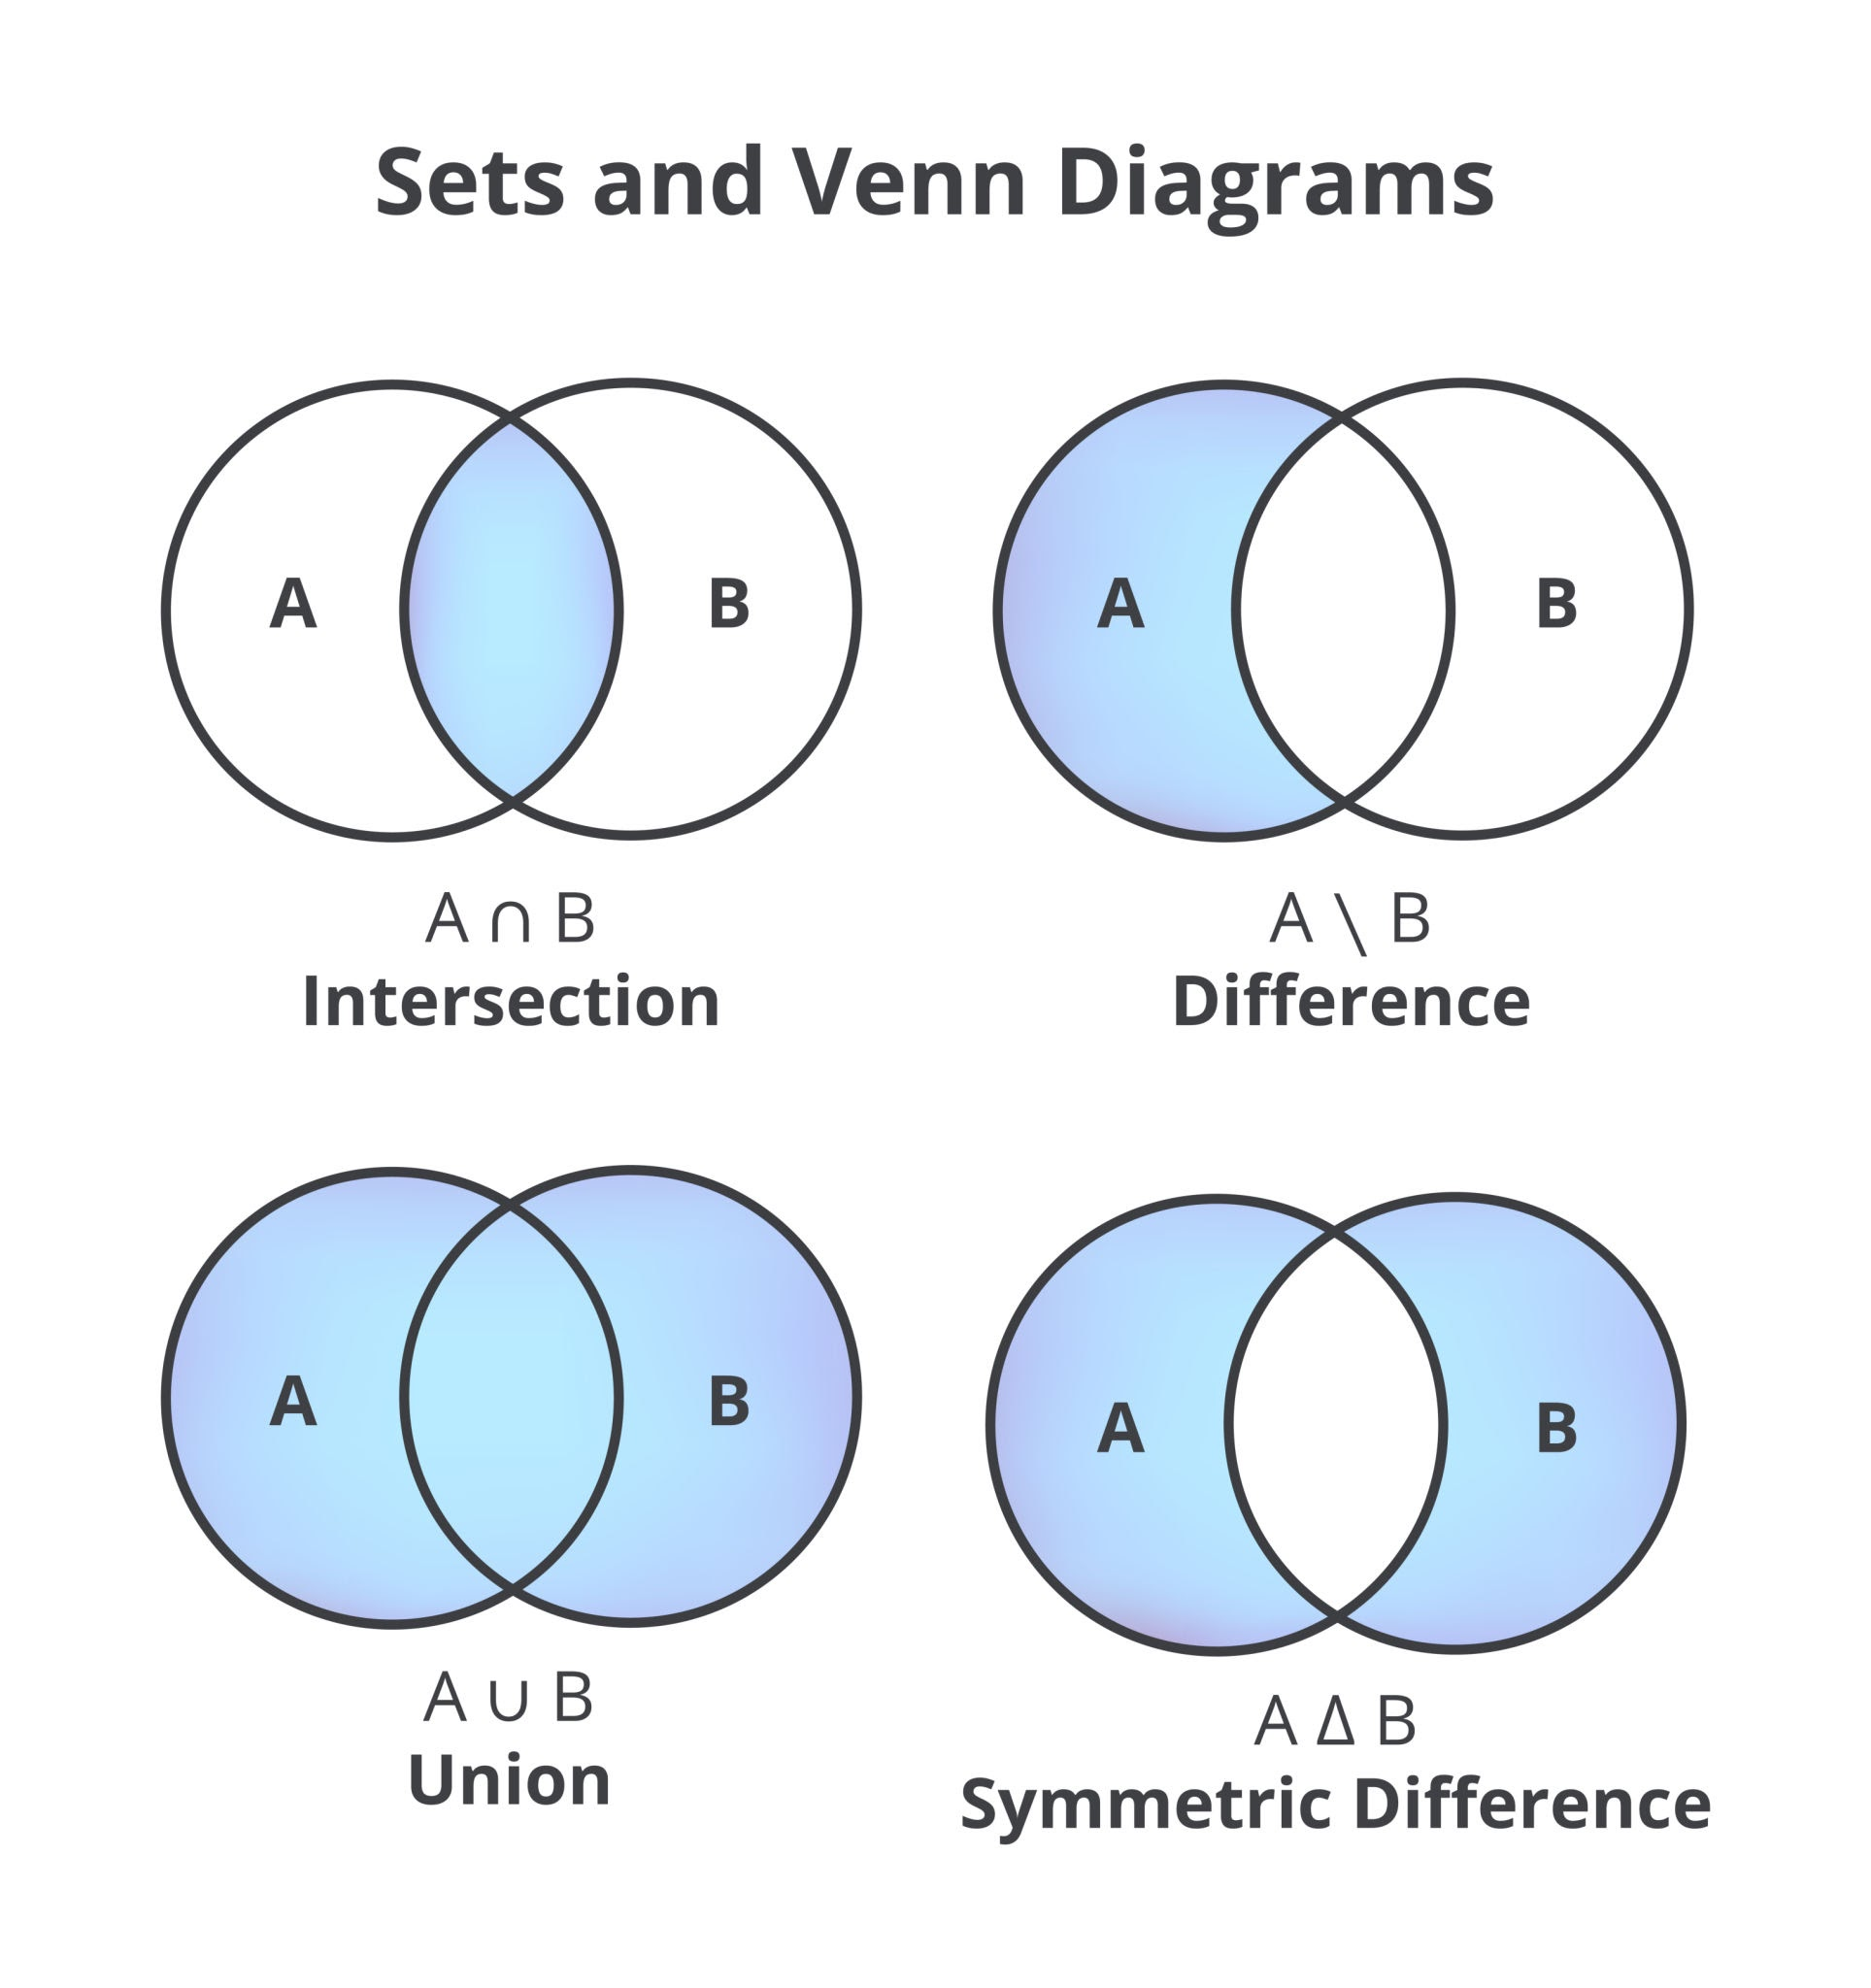 Sets and Venn Diagrams
A B
A B
A ∩ B
Intersection
A \ B
Difference
A B
A B
A ∪ B
Union
A Δ B
Symmetric Difference